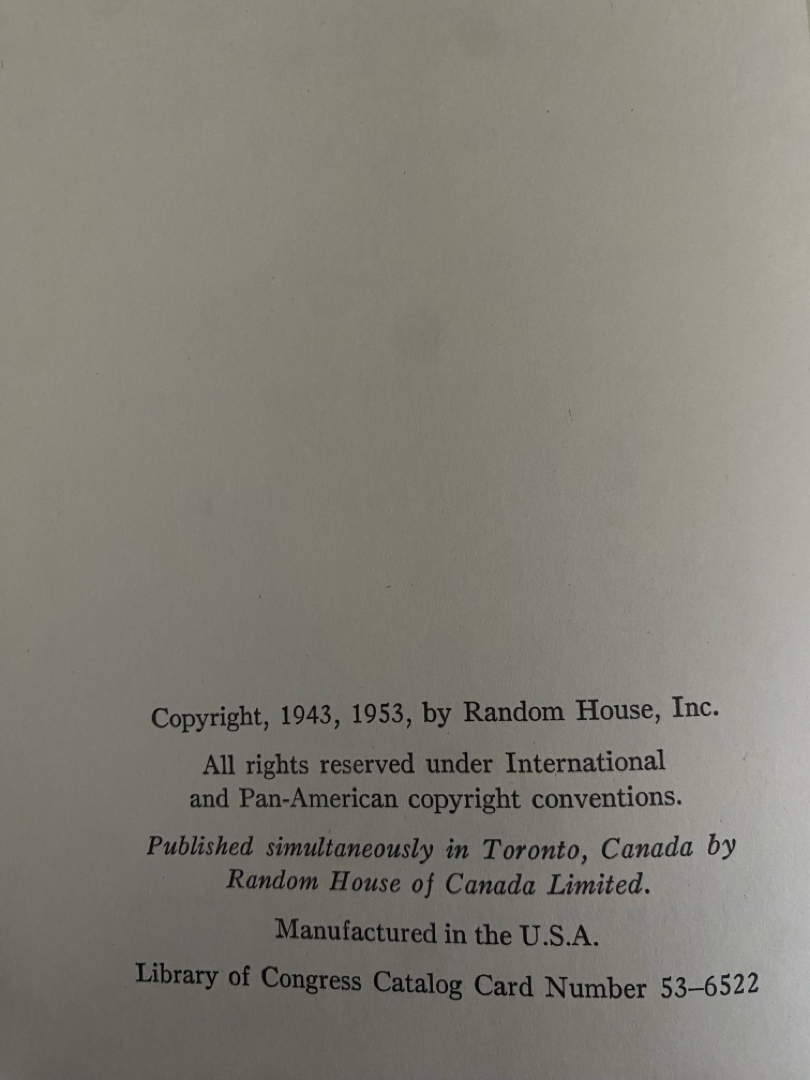 Copyright, 1943, 1953, by Random House, Inc.
All rights reserved under International
and Pan-American copyright conventions.
Published simultaneously in Toronto, Canada by
Random House of Canada Limited.
Manufactured in the U.S.A.
Library of Congress Catalog Card Number 53–6522